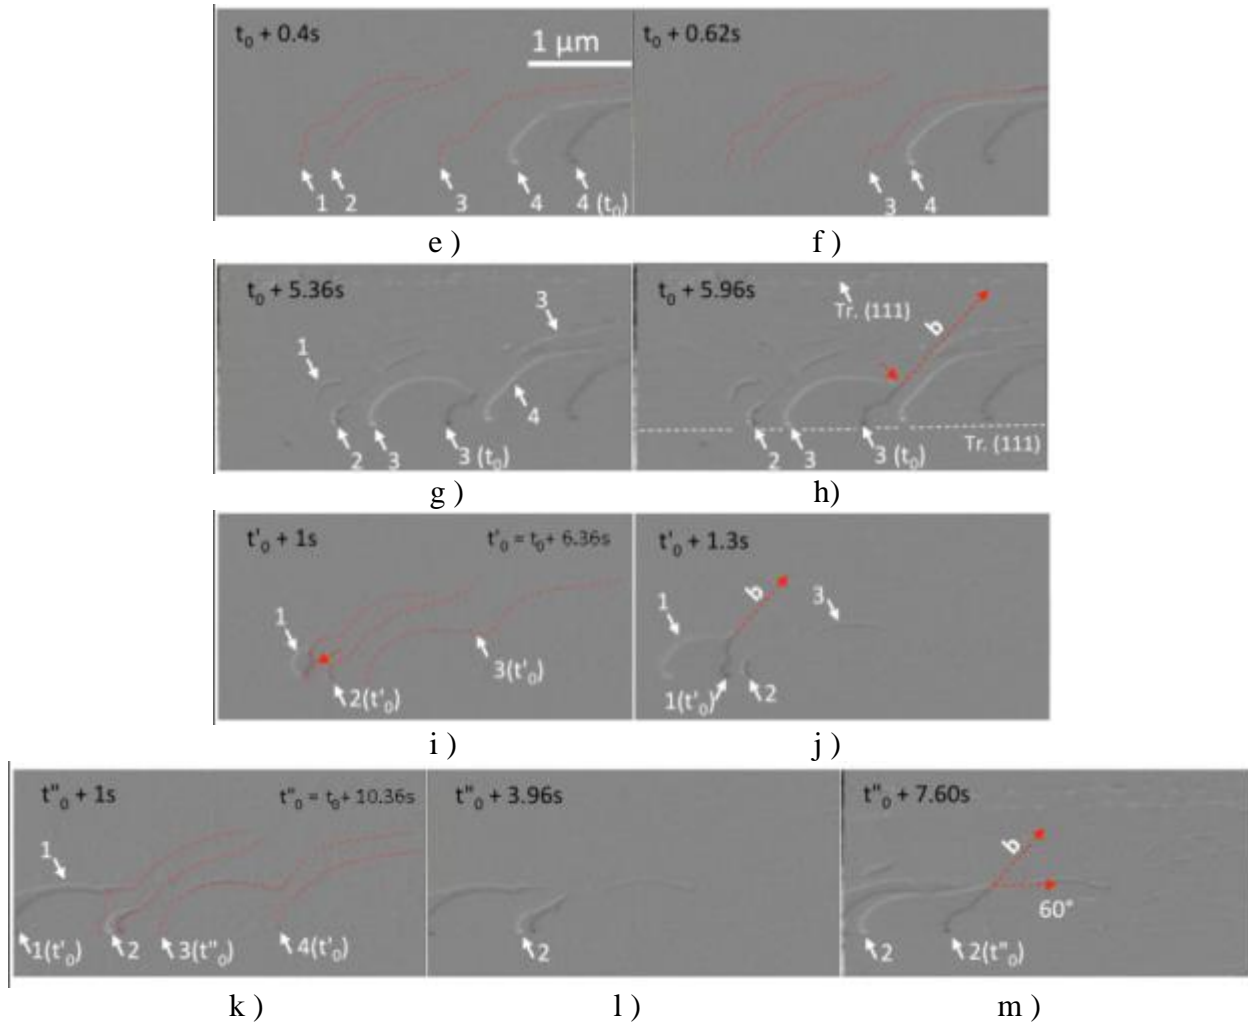 t₀ + 0.4s
1 μm
1
2
3
4
4 (t₀)
e )
t₀ + 0.62s
3
4
f )
t₀ + 5.36s
1
2
3
3 (t₀)
4
3
g )
t₀ + 5.96s
Tr. (111)
b
2
3
3 (t₀)
Tr. (111)
h)
t'₀ + 1s
t'₀ = t₀ + 6.36s
1
2(t'₀)
3(t'₀)
i )
t'₀ + 1.3s
b
1
3
1(t'₀)
2
j )
t"₀ + 1s
t"₀ = t₀ + 10.36s
1
1(t'₀)
2
3(t"₀)
4(t'₀)
k )
t"₀ + 3.96s
2
l )
t"₀ + 7.60s
b
60°
2
2(t"₀)
m )